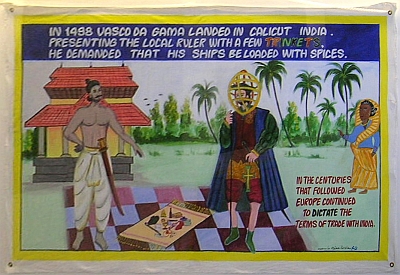 IN 1498 VASCO DA GAMA LANDED IN CALICUT INDIA.
PRESENTING THE LOCAL RULER WITH A FEW TRINKETS,
HE DEMANDED THAT HIS SHIPS BE LOADED WITH SPICES.
IN THE CENTURIES
THAT FOLLOWED
EUROPE CONTINUED
TO DICTATE THE
TERMS OF TRADE WITH INDIA.